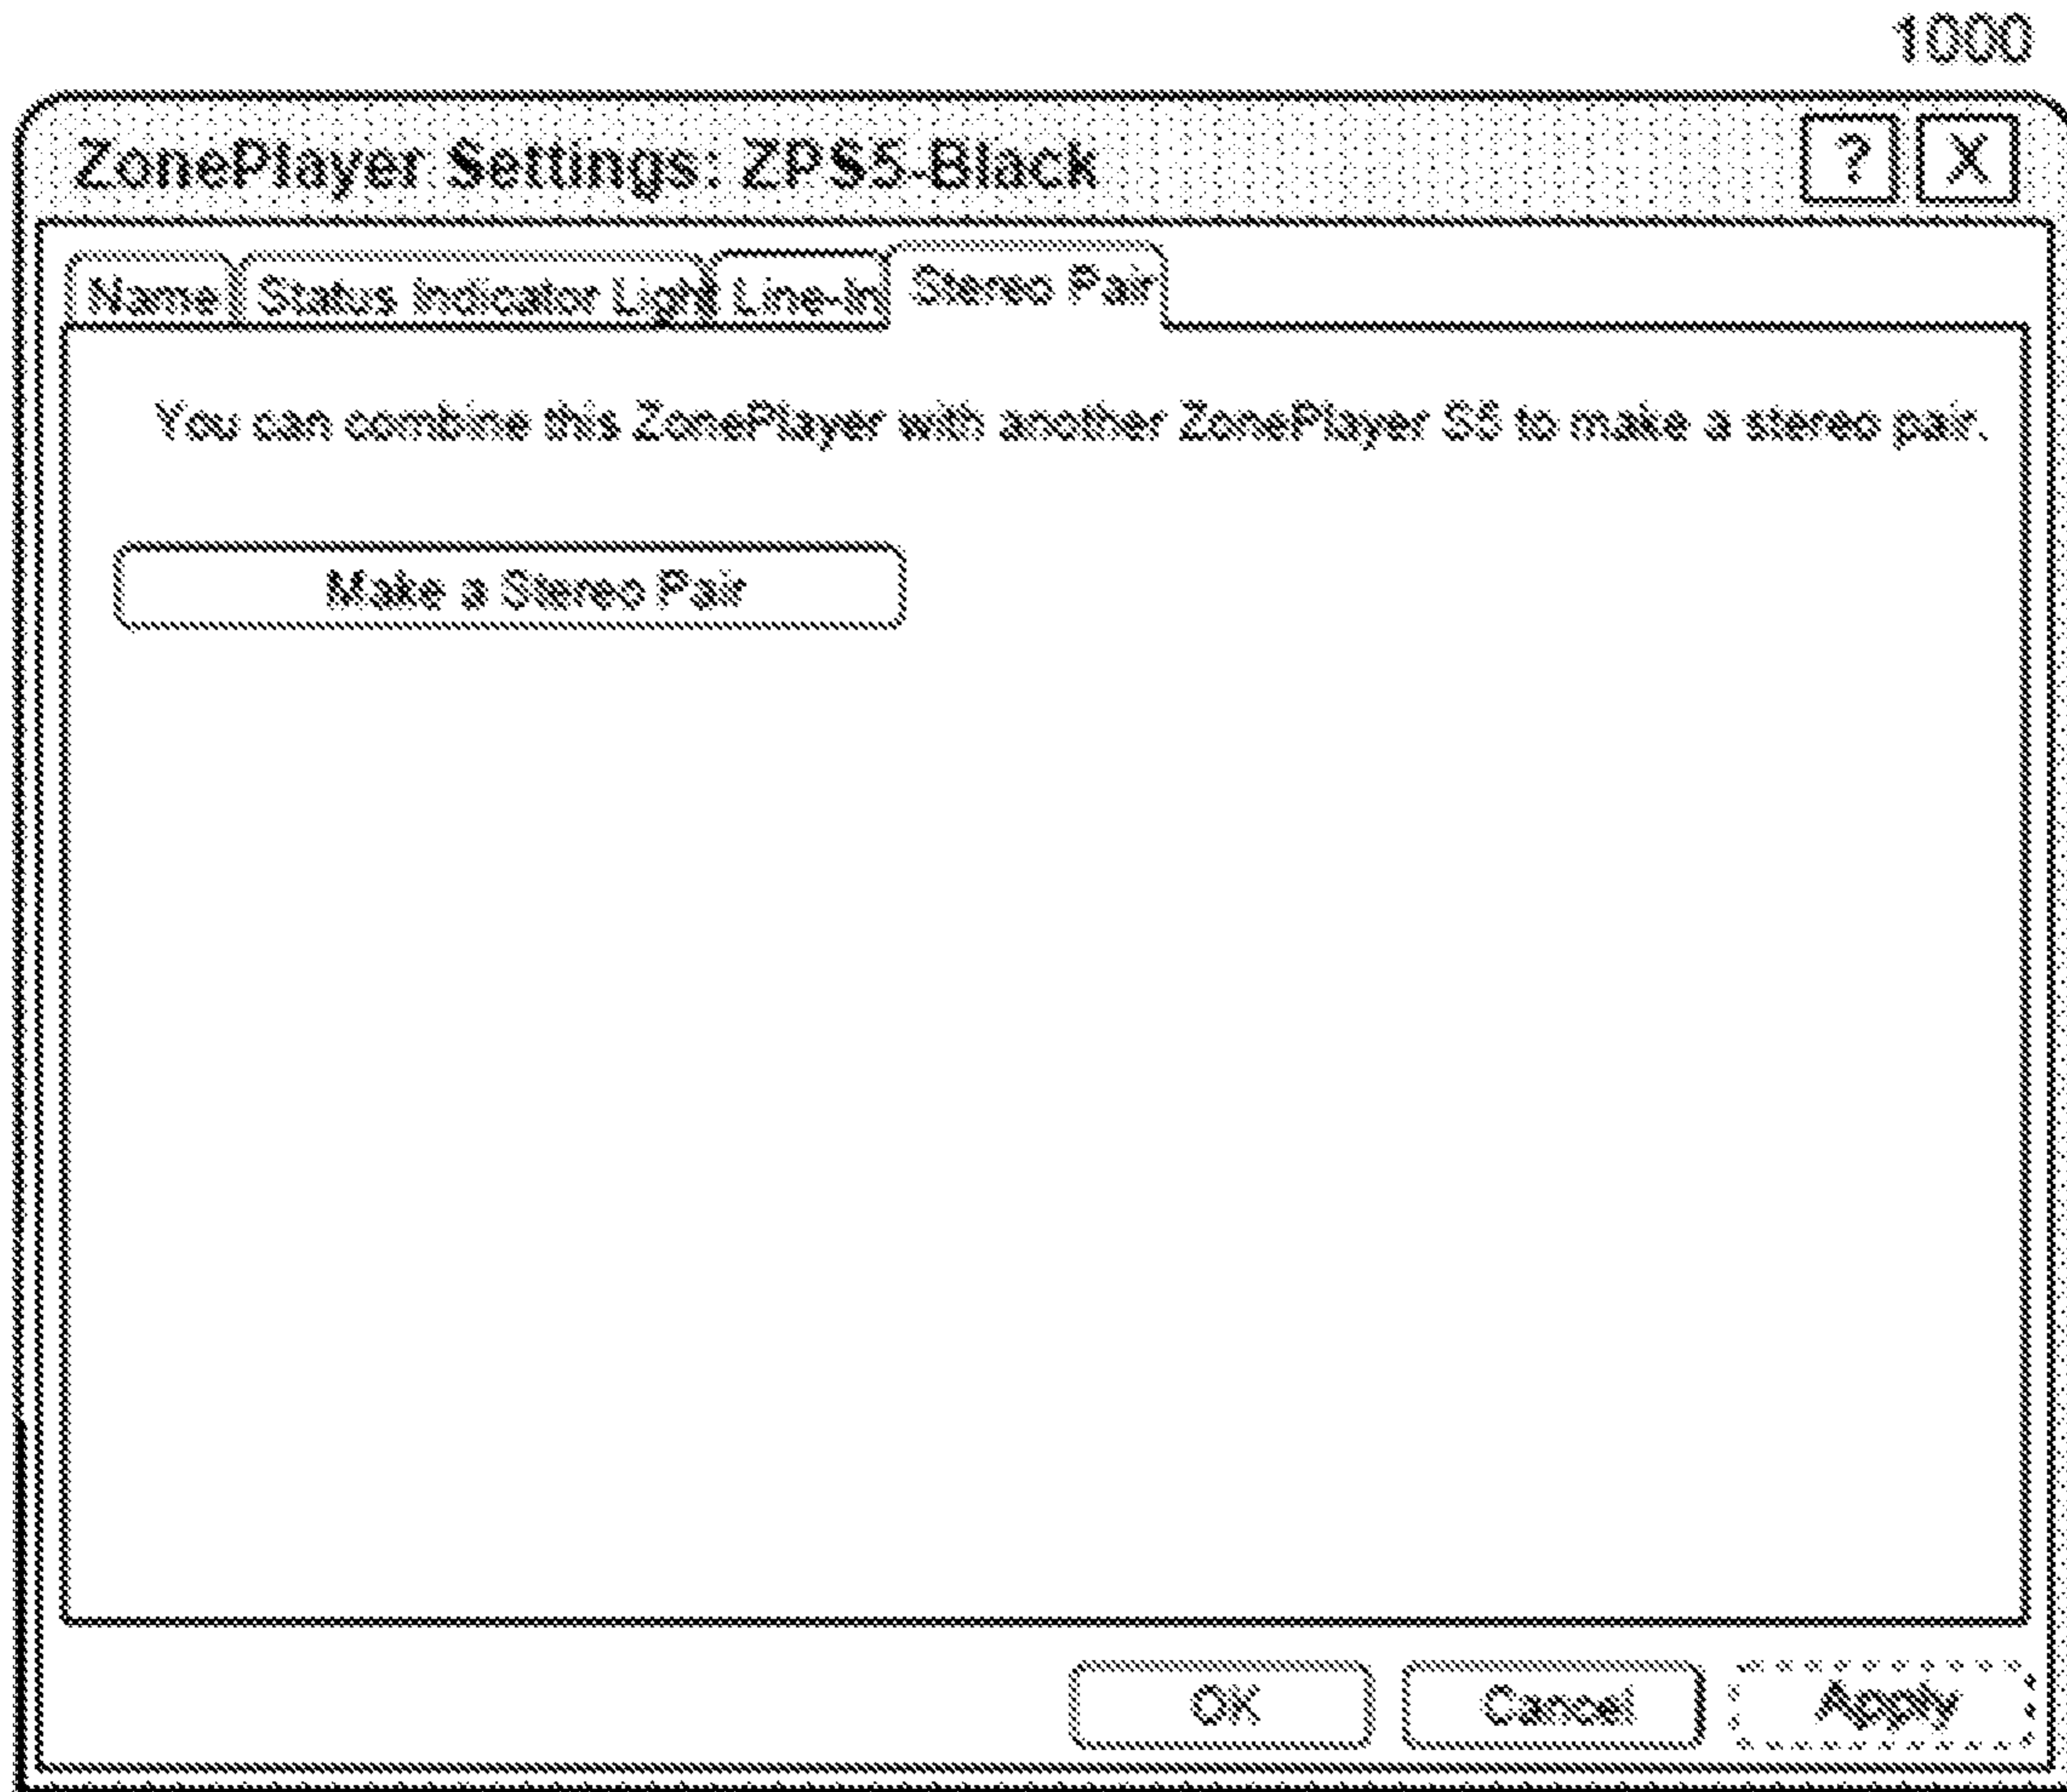 1000
ZonePlayer Settings: ZPS5-Black ? X
Name Status Indicator Light Line-In Stereo Pair
You can combine this ZonePlayer with another ZonePlayer S5 to make a stereo pair.
Make a Stereo Pair
OK Cancel Apply